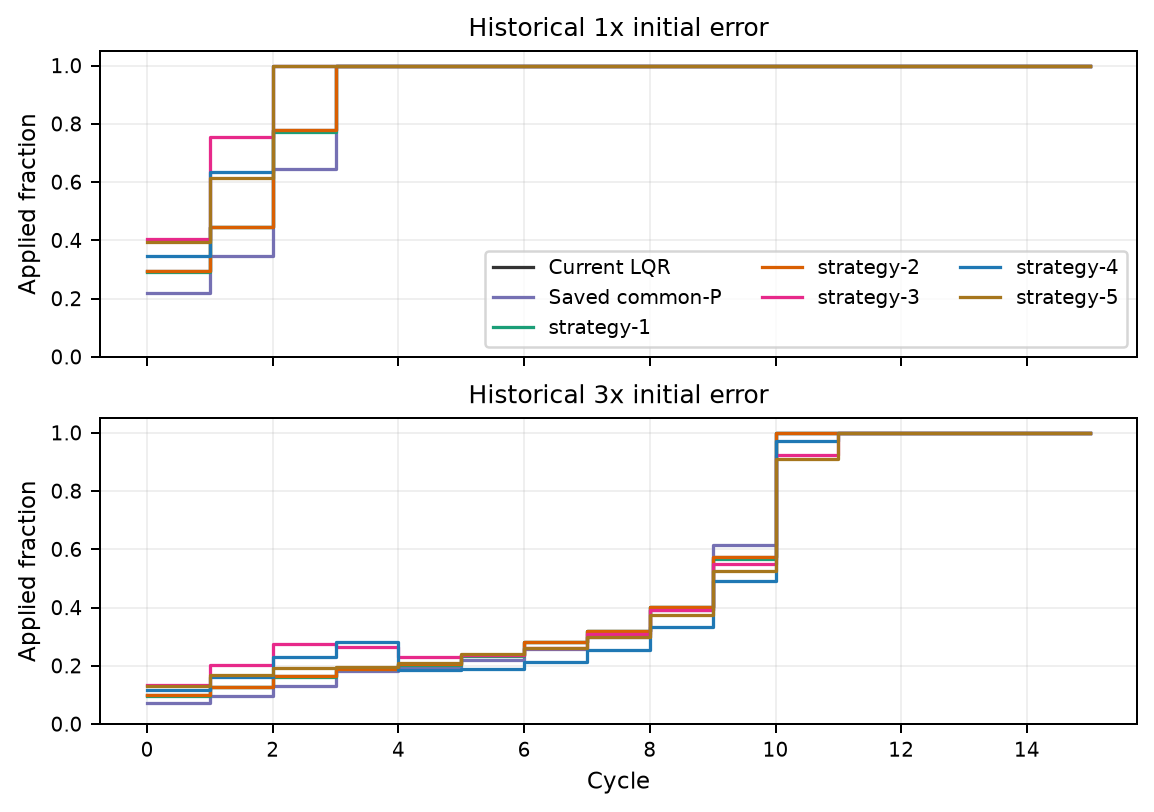 Historical 1x initial error
1.0
0.8
0.6
0.4
0.2
0.0
Applied fraction
Current LQR
Saved common-P
strategy-1
strategy-2
strategy-3
strategy-4
strategy-5
Historical 3x initial error
1.0
0.8
0.6
0.4
0.2
0.0
Applied fraction
0 2 4 6 8 10 12 14
Cycle